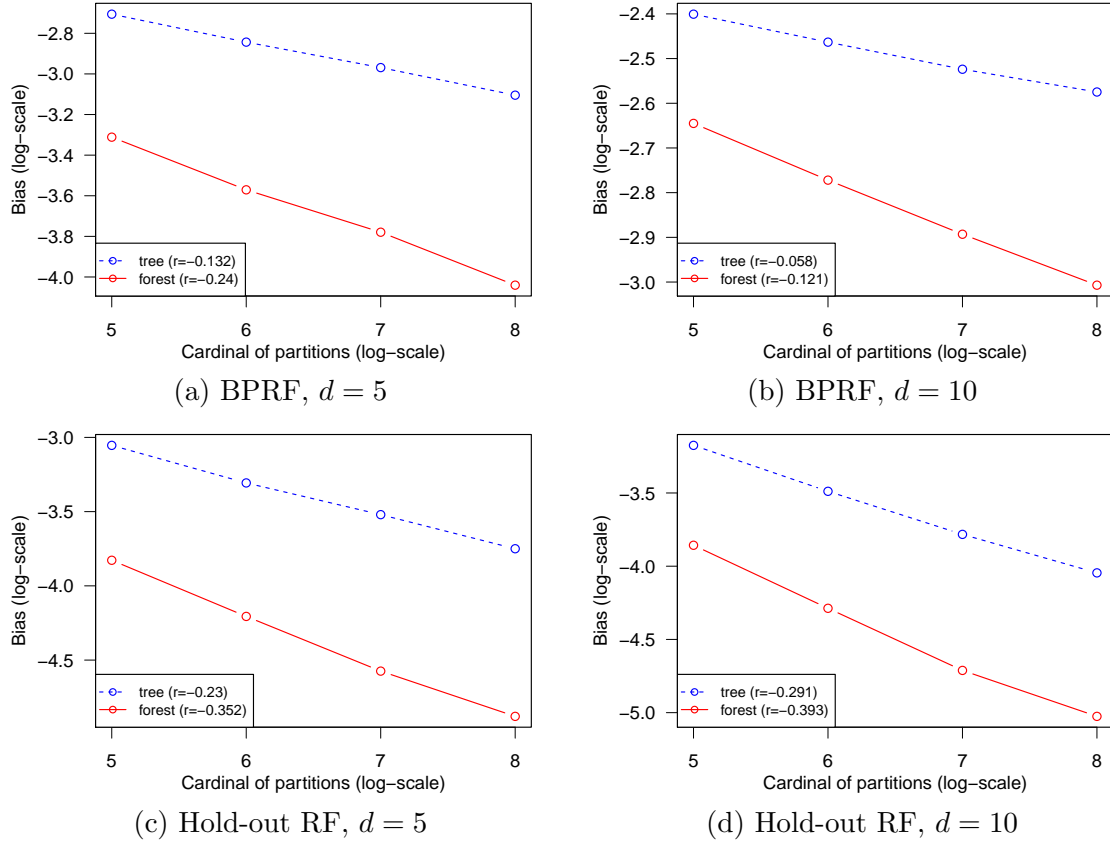 −2.8
−3.0
−3.2
−3.4
−3.6
−3.8
−4.0
Bias (log−scale)
tree (r=−0.132)
forest (r=−0.24)
5 6 7 8
Cardinal of partitions (log−scale)
(a) BPRF, d = 5
−2.4
−2.5
−2.6
−2.7
−2.8
−2.9
−3.0
Bias (log−scale)
tree (r=−0.058)
forest (r=−0.121)
5 6 7 8
Cardinal of partitions (log−scale)
(b) BPRF, d = 10
−3.0
−3.5
−4.0
−4.5
Bias (log−scale)
tree (r=−0.23)
forest (r=−0.352)
5 6 7 8
Cardinal of partitions (log−scale)
(c) Hold-out RF, d = 5
−3.5
−4.0
−4.5
−5.0
Bias (log−scale)
tree (r=−0.291)
forest (r=−0.393)
5 6 7 8
Cardinal of partitions (log−scale)
(d) Hold-out RF, d = 10